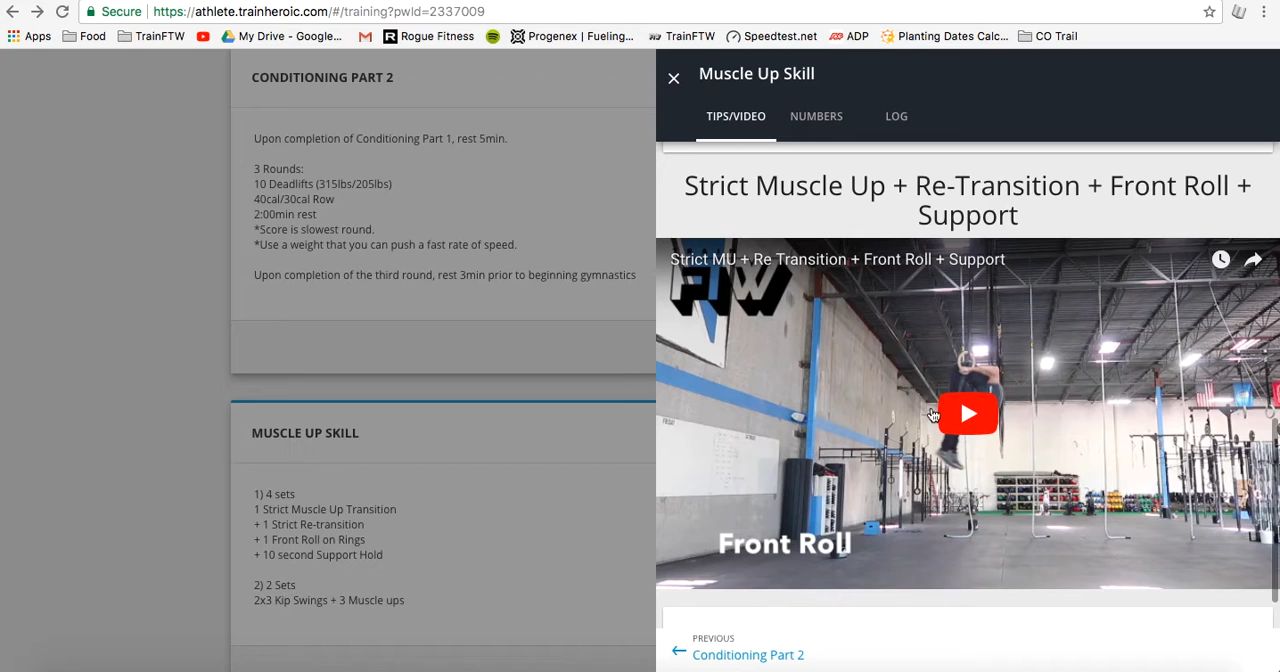 Secure
https://athlete.trainheroic.com/#/training?pwId=2337009
Apps
Food
TrainFTW
My Drive - Google...
Rogue Fitness
Progenex | Fueling...
TrainFTW
Speedtest.net
ADP
Planting Dates Calc...
CO Trail
CONDITIONING PART 2
Upon completion of Conditioning Part 1, rest 5min.
3 Rounds:
10 Deadlifts (315lbs/205lbs)
40cal/30cal Row
2:00min rest
*Score is slowest round.
*Use a weight that you can push a fast rate of speed.
Upon completion of the third round, rest 3min prior to beginning gymnastics
MUSCLE UP SKILL
1) 4 sets
1 Strict Muscle Up Transition
+ 1 Strict Re-transition
+ 1 Front Roll on Rings
+ 10 second Support Hold
2) 2 Sets
2x3 Kip Swings + 3 Muscle ups
Muscle Up Skill
TIPS/VIDEO
NUMBERS
LOG
Strict Muscle Up + Re-Transition + Front Roll +
Support
Strict MU + Re Transition + Front Roll + Support
FTW
Front Roll
PREVIOUS
Conditioning Part 2